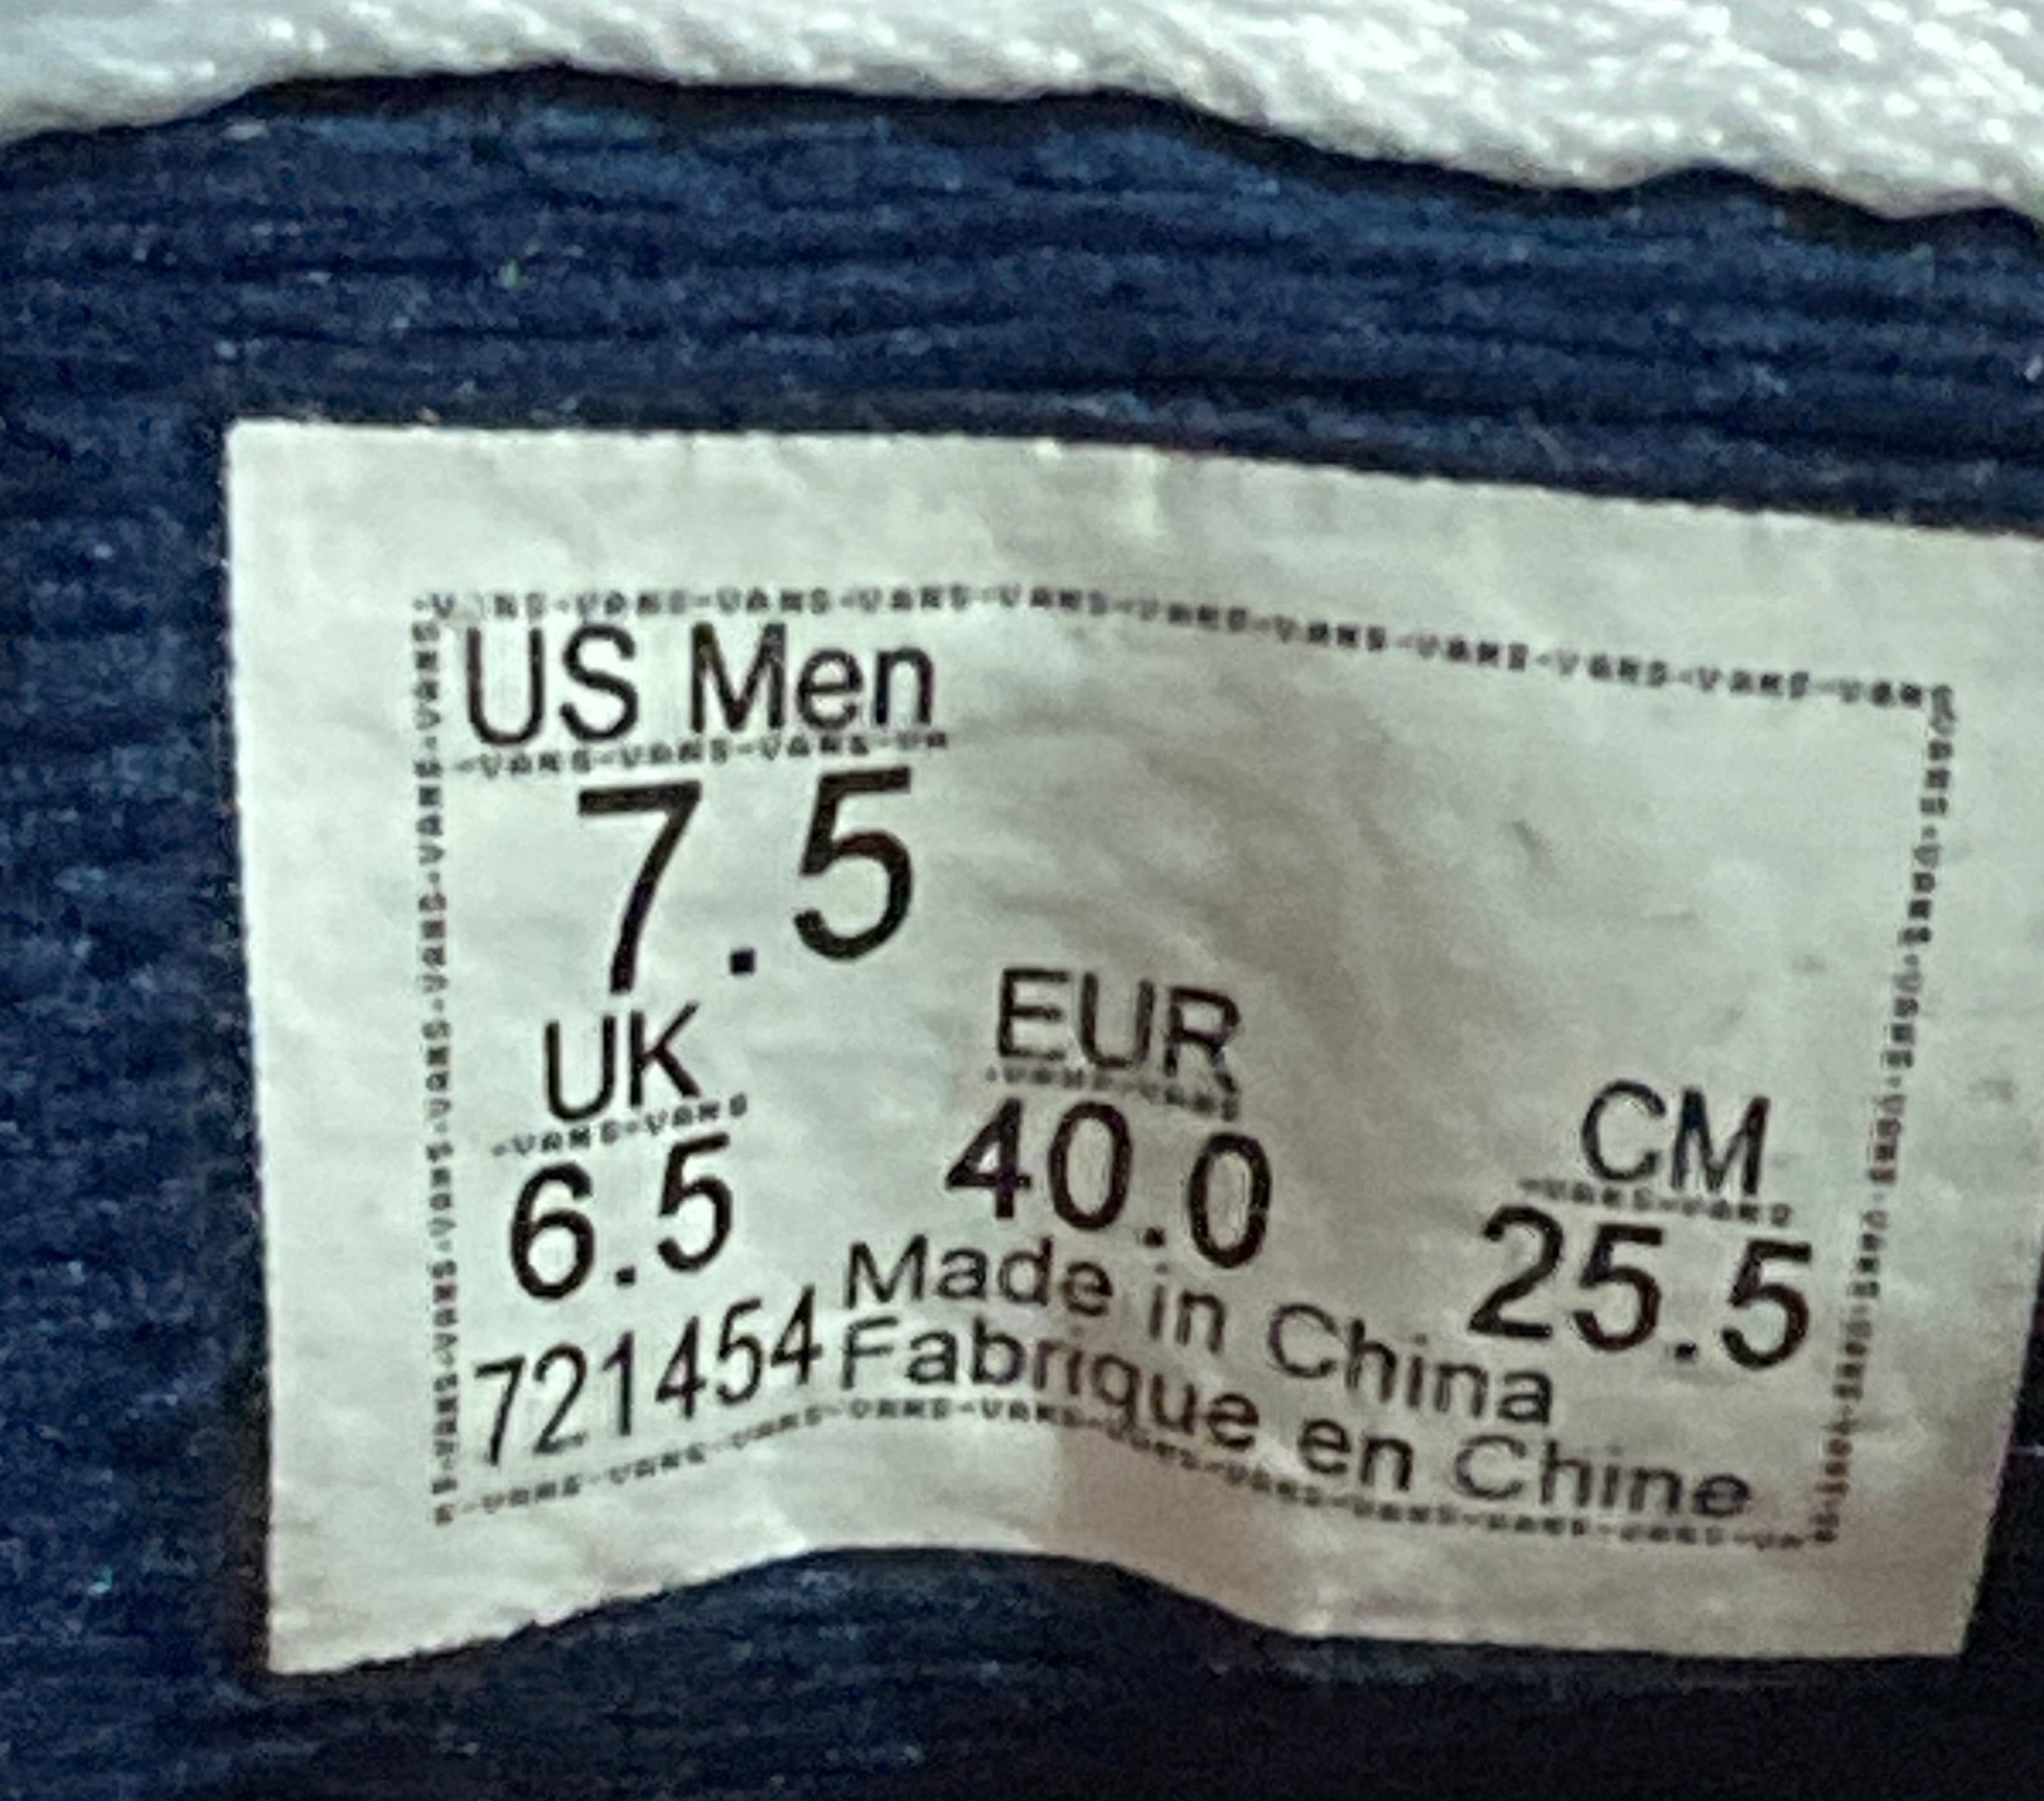 US Men
7.5
UK EUR CM
6.5 40.0 25.5
721454 Made in China
Fabrique en Chine